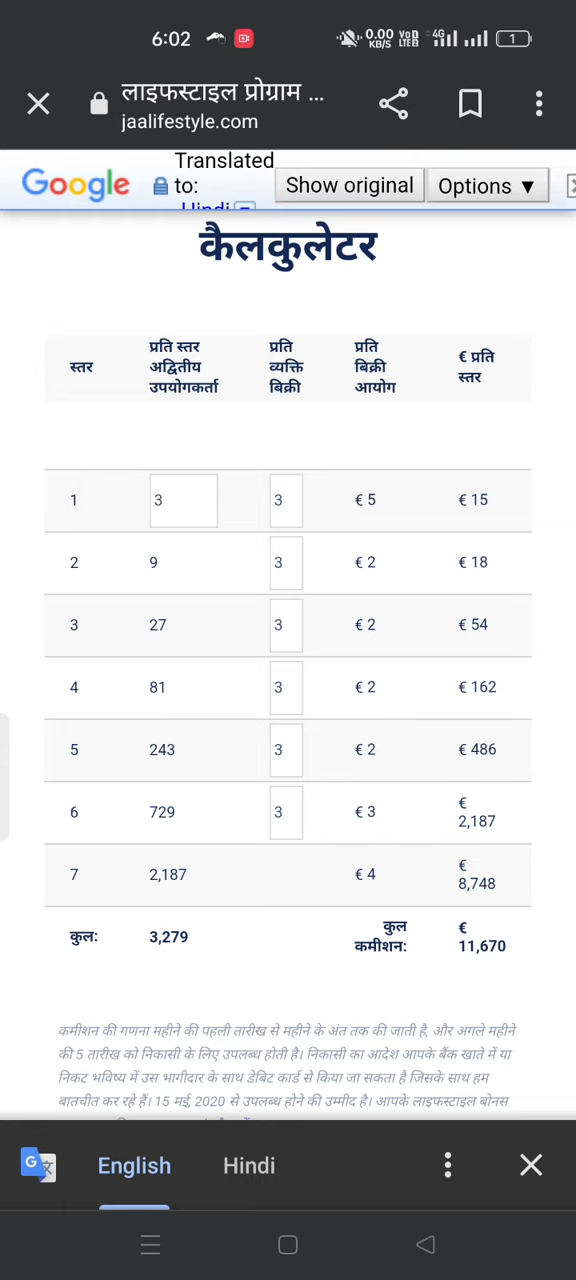 6:02 0.00 KB/S VoD LTE2 4G 1
लाइफस्टाइल प्रोग्राम ...
jaalifestyle.com
Google Translated to: Hindi Show original Options ▼
कैलकुलेटर
स्तर प्रति स्तर अद्वितीय उपयोगकर्ता प्रति व्यक्ति बिक्री प्रति बिक्री आयोग € प्रति स्तर
1 3 3 € 5 € 15
2 9 3 € 2 € 18
3 27 3 € 2 € 54
4 81 3 € 2 € 162
5 243 3 € 2 € 486
6 729 3 € 3 € 2,187
7 2,187 € 4 € 8,748
कुल: 3,279 कुल कमीशन: € 11,670
कमीशन की गणना महीने की पहली तारीख से महीने के अंत तक की जाती है, और अगले महीने
की 5 तारीख को निकासी के लिए उपलब्ध होती है। निकासी का आदेश आपके बैंक खाते में या
निकट भविष्य में उस भागीदार के साथ डेबिट कार्ड से किया जा सकता है जिसके साथ हम
बातचीत कर रहे हैं। 15 मई, 2020 से उपलब्ध होने की उम्मीद है। आपके लाइफस्टाइल बोनस
English Hindi